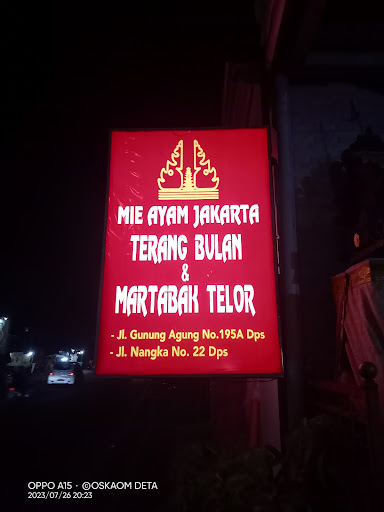 MIE AYAM JAKARTA
TERANG BULAN
&
MARTABAK TELOR
- Jl. Gunung Agung No.195A Dps
- Jl. Nangka No. 22 Dps
OPPO A15 · ©OSKAOM DETA
2023/07/26 20:23